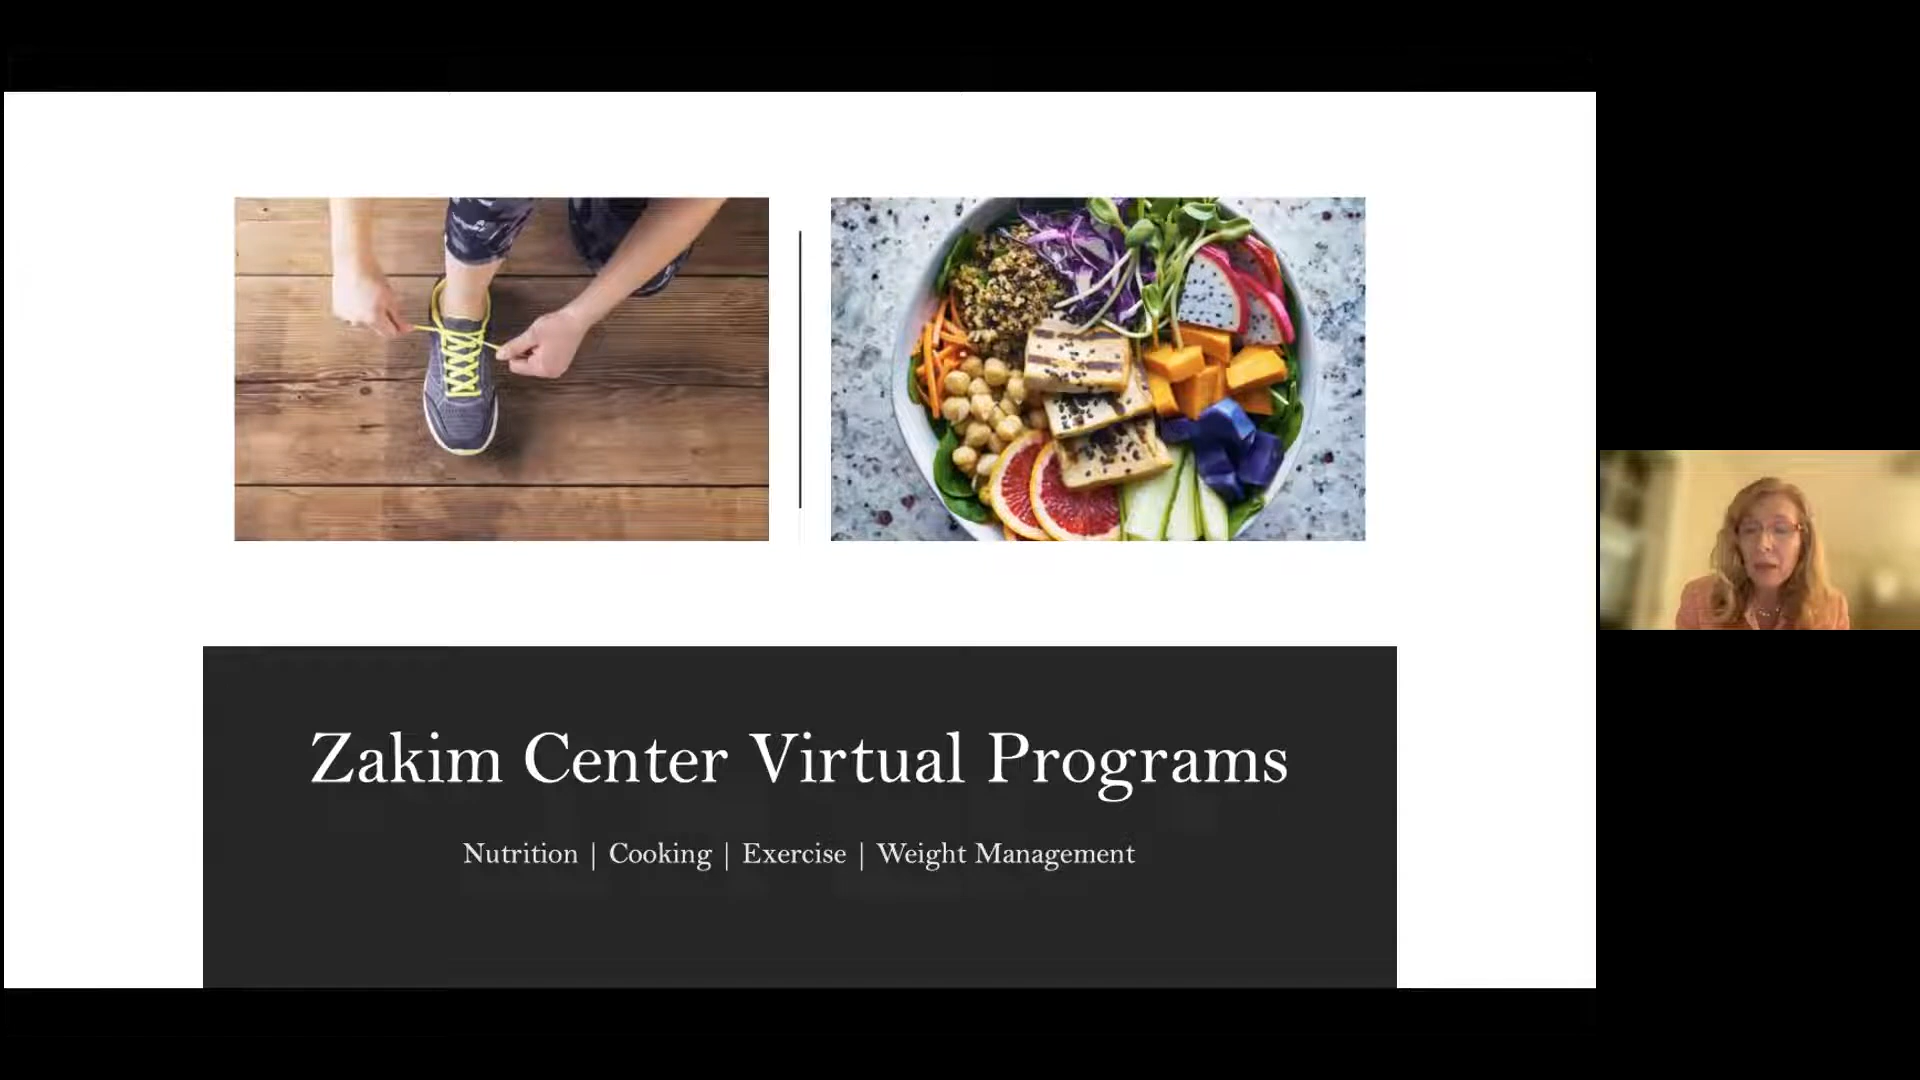 Zakim Center Virtual Programs
Nutrition | Cooking | Exercise | Weight Management